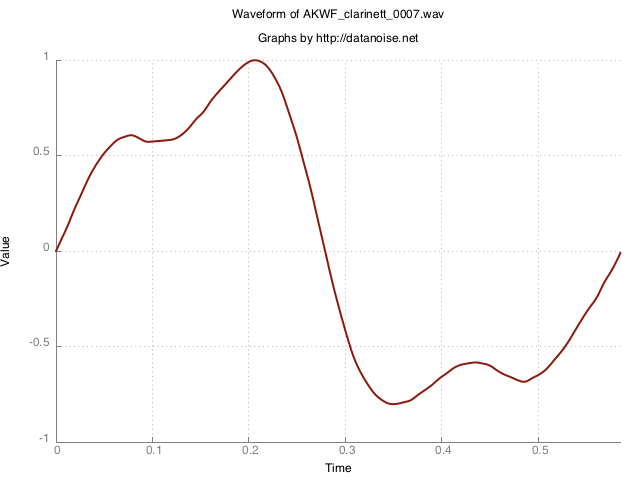 Waveform of AKWF_clarinett_0007.wav
Graphs by http://datanoise.net
1
0.5
0
-0.5
-1
Value
0 0.1 0.2 0.3 0.4 0.5
Time